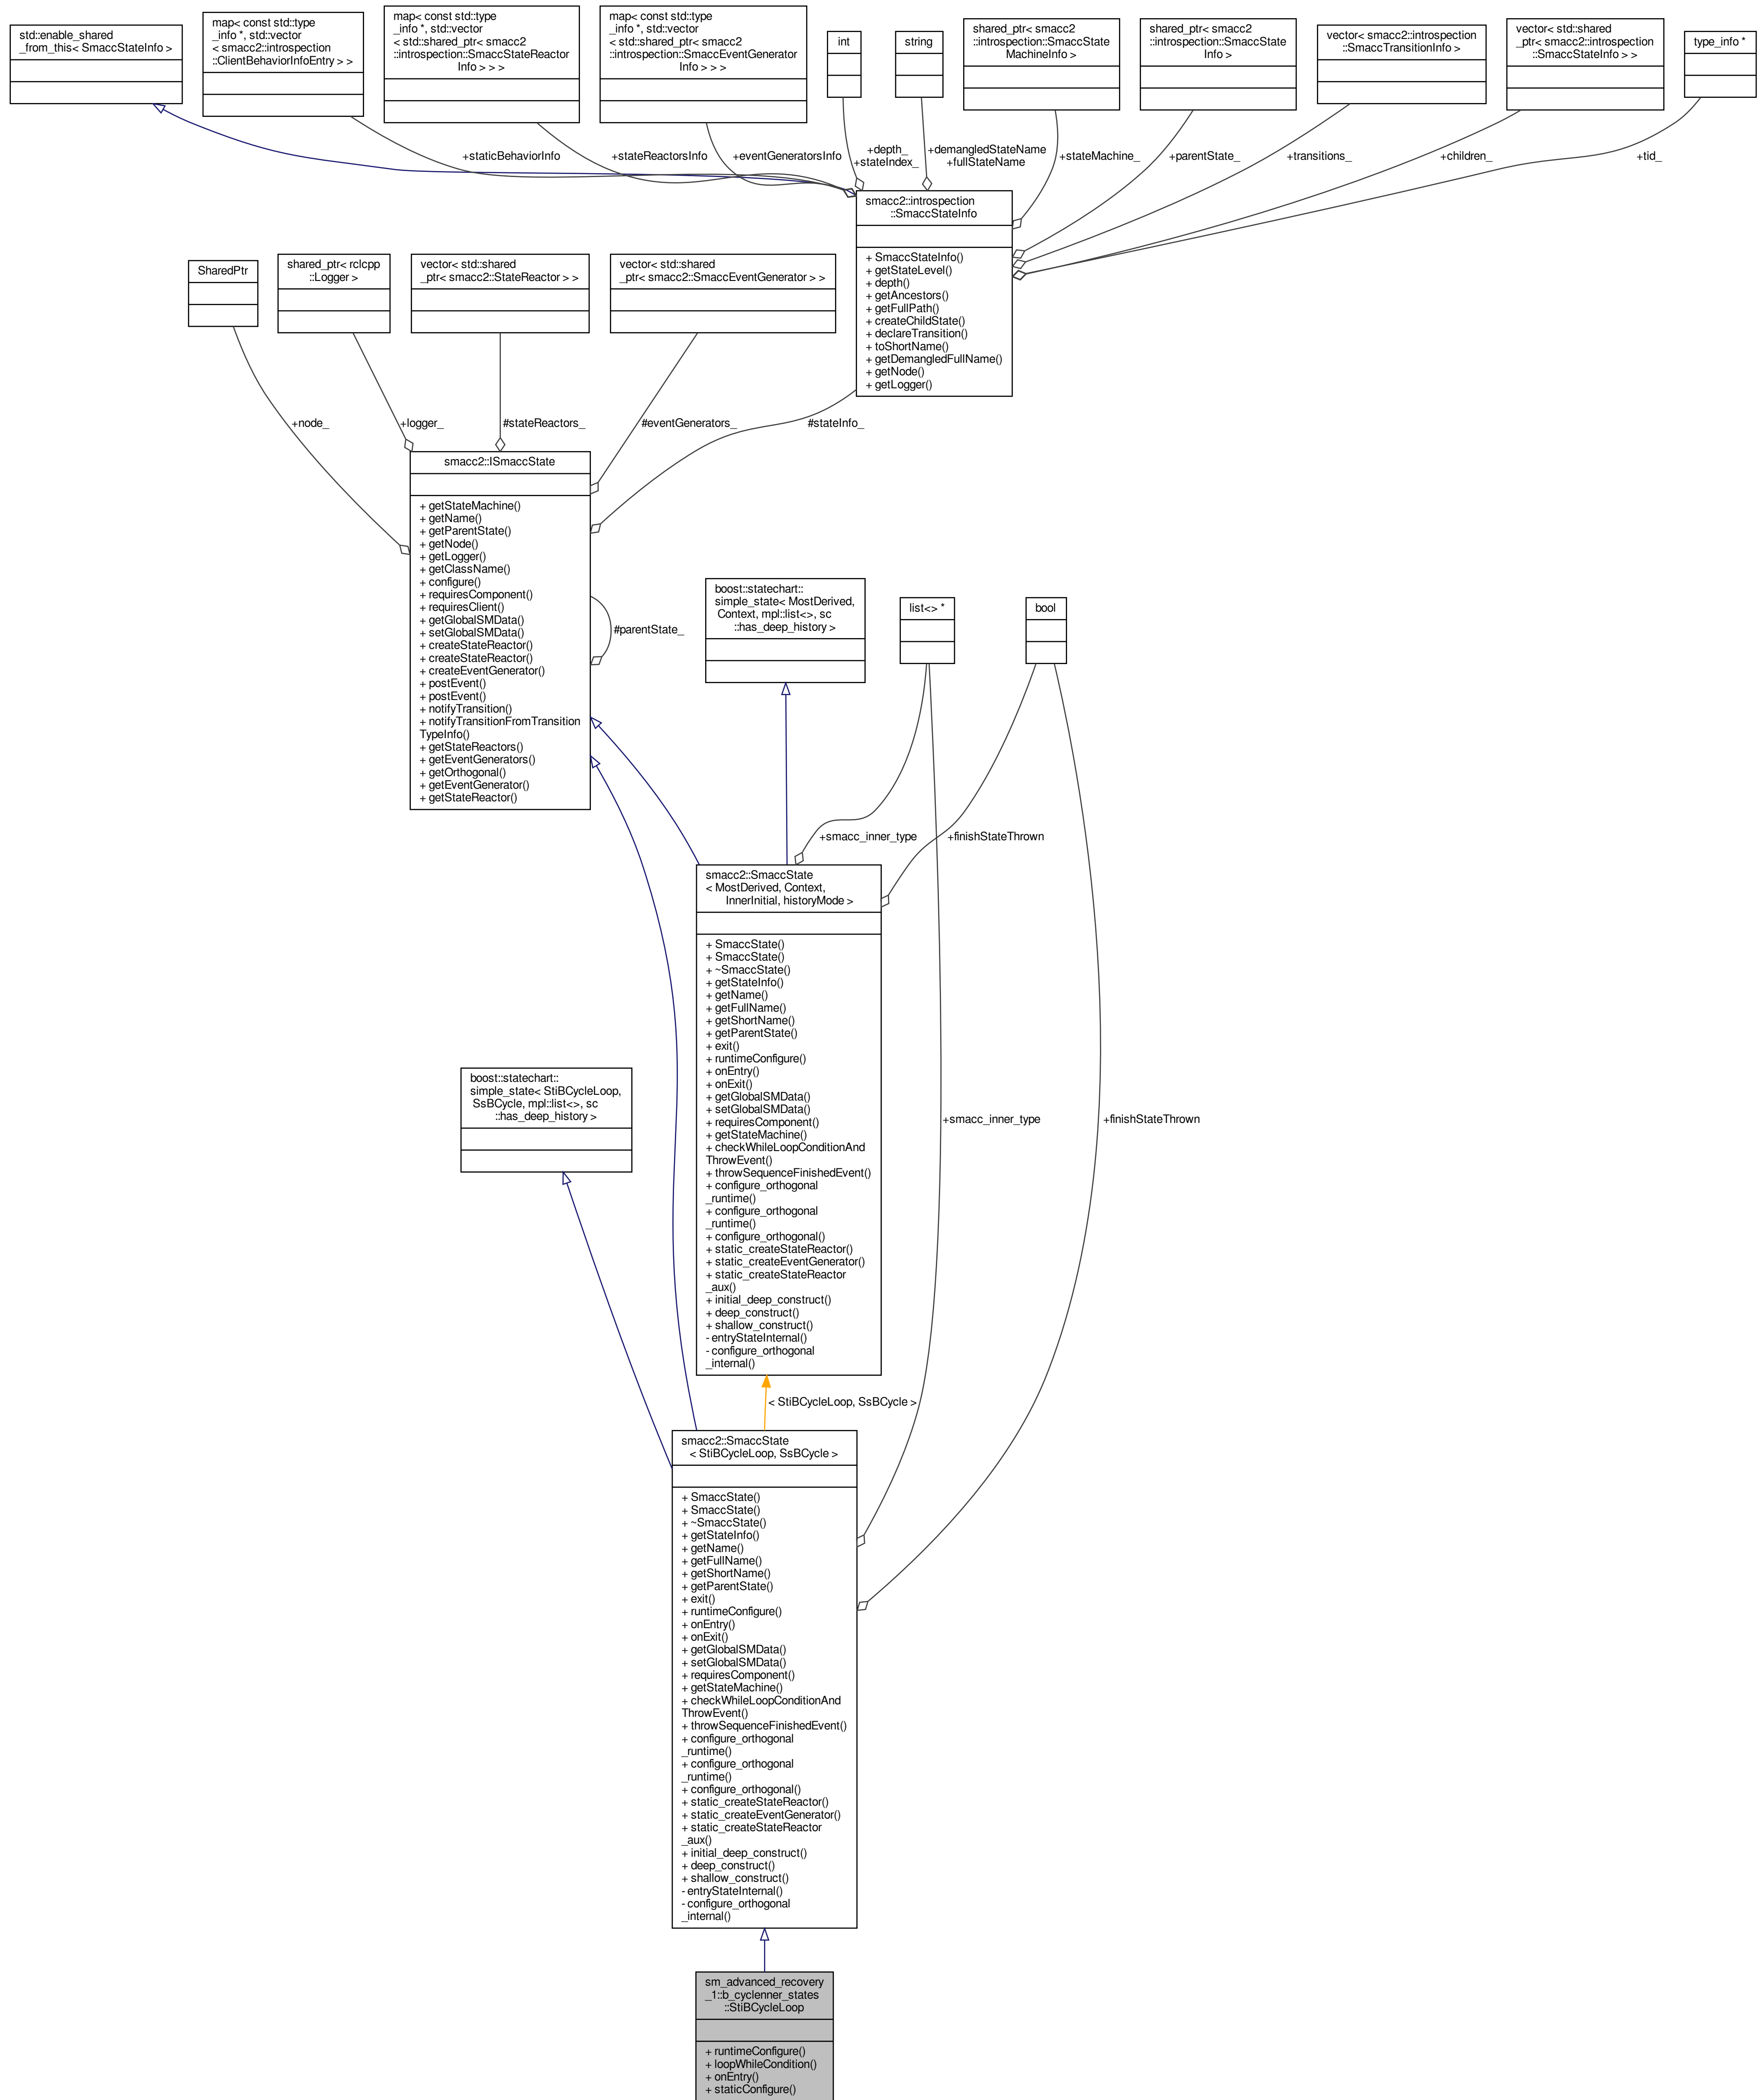 std::enable_shared
_from_this< SmaccStateInfo >
map< const std::type
_info *, std::vector
< smacc2::introspection
::ClientBehaviorInfoEntry > >
map< const std::type
_info *, std::vector
< std::shared_ptr< smacc2
::introspection::SmaccStateReactor
Info > > >
map< const std::type
_info *, std::vector
< std::shared_ptr< smacc2
::introspection::SmaccEventGenerator
Info > > >
int
string
shared_ptr< smacc2
::introspection::SmaccState
MachineInfo >
shared_ptr< smacc2
::introspection::SmaccState
Info >
vector< smacc2::introspection
::SmaccTransitionInfo >
vector< std::shared
_ptr< smacc2::introspection
::SmaccStateInfo > >
type_info *
+staticBehaviorInfo
+stateReactorsInfo
+eventGeneratorsInfo
+depth_
+stateIndex_
+demangledStateName
+fullStateName
+stateMachine_
+parentState_
+transitions_
+children_
+tid_
smacc2::introspection
::SmaccStateInfo
+ SmaccStateInfo()
+ getStateLevel()
+ depth()
+ getAncestors()
+ getFullPath()
+ createChildState()
+ declareTransition()
+ toShortName()
+ getDemangledFullName()
+ getNode()
+ getLogger()
SharedPtr
shared_ptr< rclcpp
::Logger >
vector< std::shared
_ptr< smacc2::StateReactor > >
vector< std::shared
_ptr< smacc2::SmaccEventGenerator > >
+node_
+logger_
#stateReactors_
#eventGenerators_
#stateInfo_
smacc2::ISmaccState
+ getStateMachine()
+ getName()
+ getParentState()
+ getNode()
+ getLogger()
+ getClassName()
+ configure()
+ requiresComponent()
+ requiresClient()
+ getGlobalSMData()
+ setGlobalSMData()
+ createStateReactor()
+ createStateReactor()
+ createEventGenerator()
+ postEvent()
+ postEvent()
+ notifyTransition()
+ notifyTransitionFromTransition
TypeInfo()
+ getStateReactors()
+ getEventGenerators()
+ getOrthogonal()
+ getEventGenerator()
+ getStateReactor()
#parentState_
boost::statechart::
simple_state< MostDerived,
Context, mpl::list<>, sc
::has_deep_history >
list<> *
bool
+smacc_inner_type
+finishStateThrown
smacc2::SmaccState
< MostDerived, Context,
InnerInitial, historyMode >
+ SmaccState()
+ SmaccState()
+ ~SmaccState()
+ getStateInfo()
+ getName()
+ getFullName()
+ getShortName()
+ getParentState()
+ exit()
+ runtimeConfigure()
+ onEntry()
+ onExit()
+ getGlobalSMData()
+ setGlobalSMData()
+ requiresComponent()
+ getStateMachine()
+ checkWhileLoopConditionAnd
ThrowEvent()
+ throwSequenceFinishedEvent()
+ configure_orthogonal
_runtime()
+ configure_orthogonal
_runtime()
+ configure_orthogonal()
+ static_createStateReactor()
+ static_createEventGenerator()
+ static_createStateReactor
_aux()
+ initial_deep_construct()
+ deep_construct()
+ shallow_construct()
- entryStateInternal()
- configure_orthogonal
_internal()
boost::statechart::
simple_state< StiBCycleLoop,
SsBCycle, mpl::list<>, sc
::has_deep_history >
+smacc_inner_type
+finishStateThrown
< StiBCycleLoop, SsBCycle >
smacc2::SmaccState
< StiBCycleLoop, SsBCycle >
+ SmaccState()
+ SmaccState()
+ ~SmaccState()
+ getStateInfo()
+ getName()
+ getFullName()
+ getShortName()
+ getParentState()
+ exit()
+ runtimeConfigure()
+ onEntry()
+ onExit()
+ getGlobalSMData()
+ setGlobalSMData()
+ requiresComponent()
+ getStateMachine()
+ checkWhileLoopConditionAnd
ThrowEvent()
+ throwSequenceFinishedEvent()
+ configure_orthogonal
_runtime()
+ configure_orthogonal
_runtime()
+ configure_orthogonal()
+ static_createStateReactor()
+ static_createEventGenerator()
+ static_createStateReactor
_aux()
+ initial_deep_construct()
+ deep_construct()
+ shallow_construct()
- entryStateInternal()
- configure_orthogonal
_internal()
sm_advanced_recovery
_1::b_cyclenner_states
::StiBCycleLoop
+ runtimeConfigure()
+ loopWhileCondition()
+ onEntry()
+ staticConfigure()